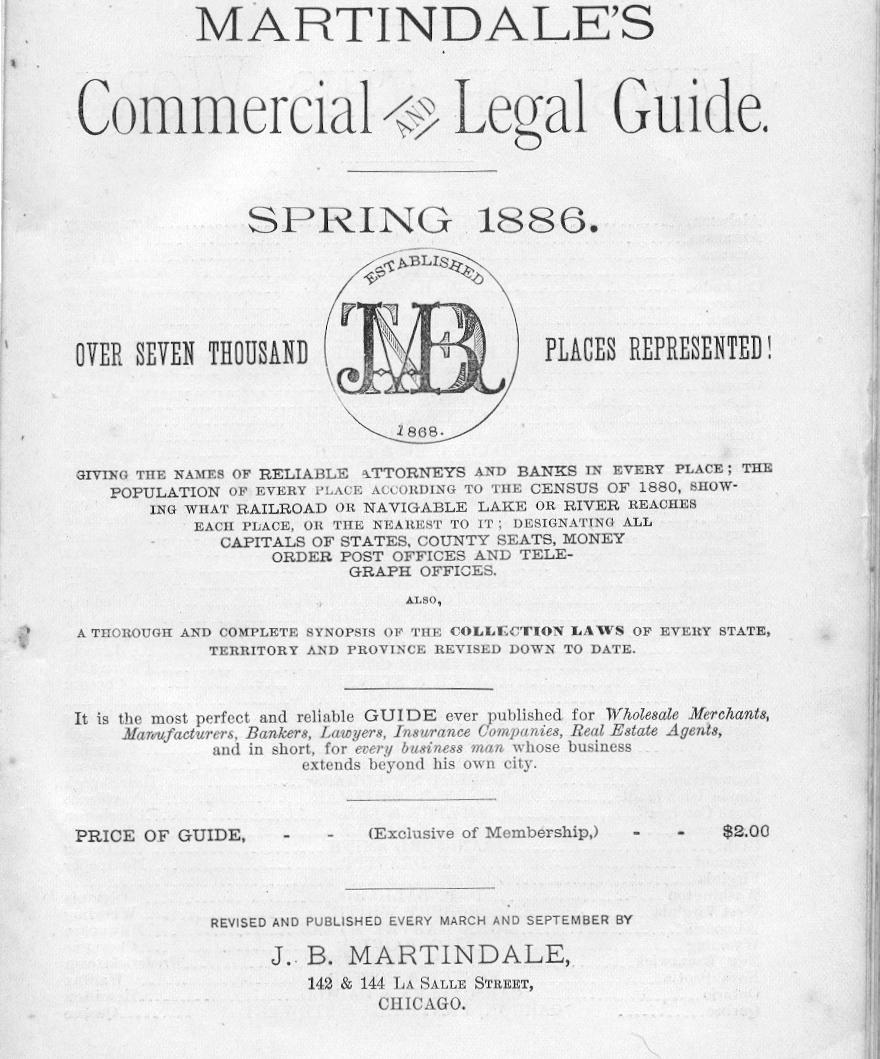 MARTINDALE'S
Commercial AND Legal Guide.
SPRING 1886.
ESTABLISHED
OVER SEVEN THOUSAND
PLACES REPRESENTED!
1868.
GIVING THE NAMES OF RELIABLE ATTORNEYS AND BANKS IN EVERY PLACE; THE
POPULATION OF EVERY PLACE ACCORDING TO THE CENSUS OF 1880, SHOW-
ING WHAT RAILROAD OR NAVIGABLE LAKE OR RIVER REACHES
EACH PLACE, OR THE NEAREST TO IT; DESIGNATING ALL
CAPITALS OF STATES, COUNTY SEATS, MONEY
ORDER POST OFFICES AND TELE-
GRAPH OFFICES.
ALSO,
A THOROUGH AND COMPLETE SYNOPSIS OF THE COLLECTION LAWS OF EVERY STATE,
TERRITORY AND PROVINCE REVISED DOWN TO DATE.
It is the most perfect and reliable GUIDE ever published for Wholesale Merchants,
Manufacturers, Bankers, Lawyers, Insurance Companies, Real Estate Agents,
and in short, for every business man whose business
extends beyond his own city.
PRICE OF GUIDE, - - (Exclusive of Membership,) - - $2.00
REVISED AND PUBLISHED EVERY MARCH AND SEPTEMBER BY
J. B. MARTINDALE,
142 & 144 LA SALLE STREET,
CHICAGO.